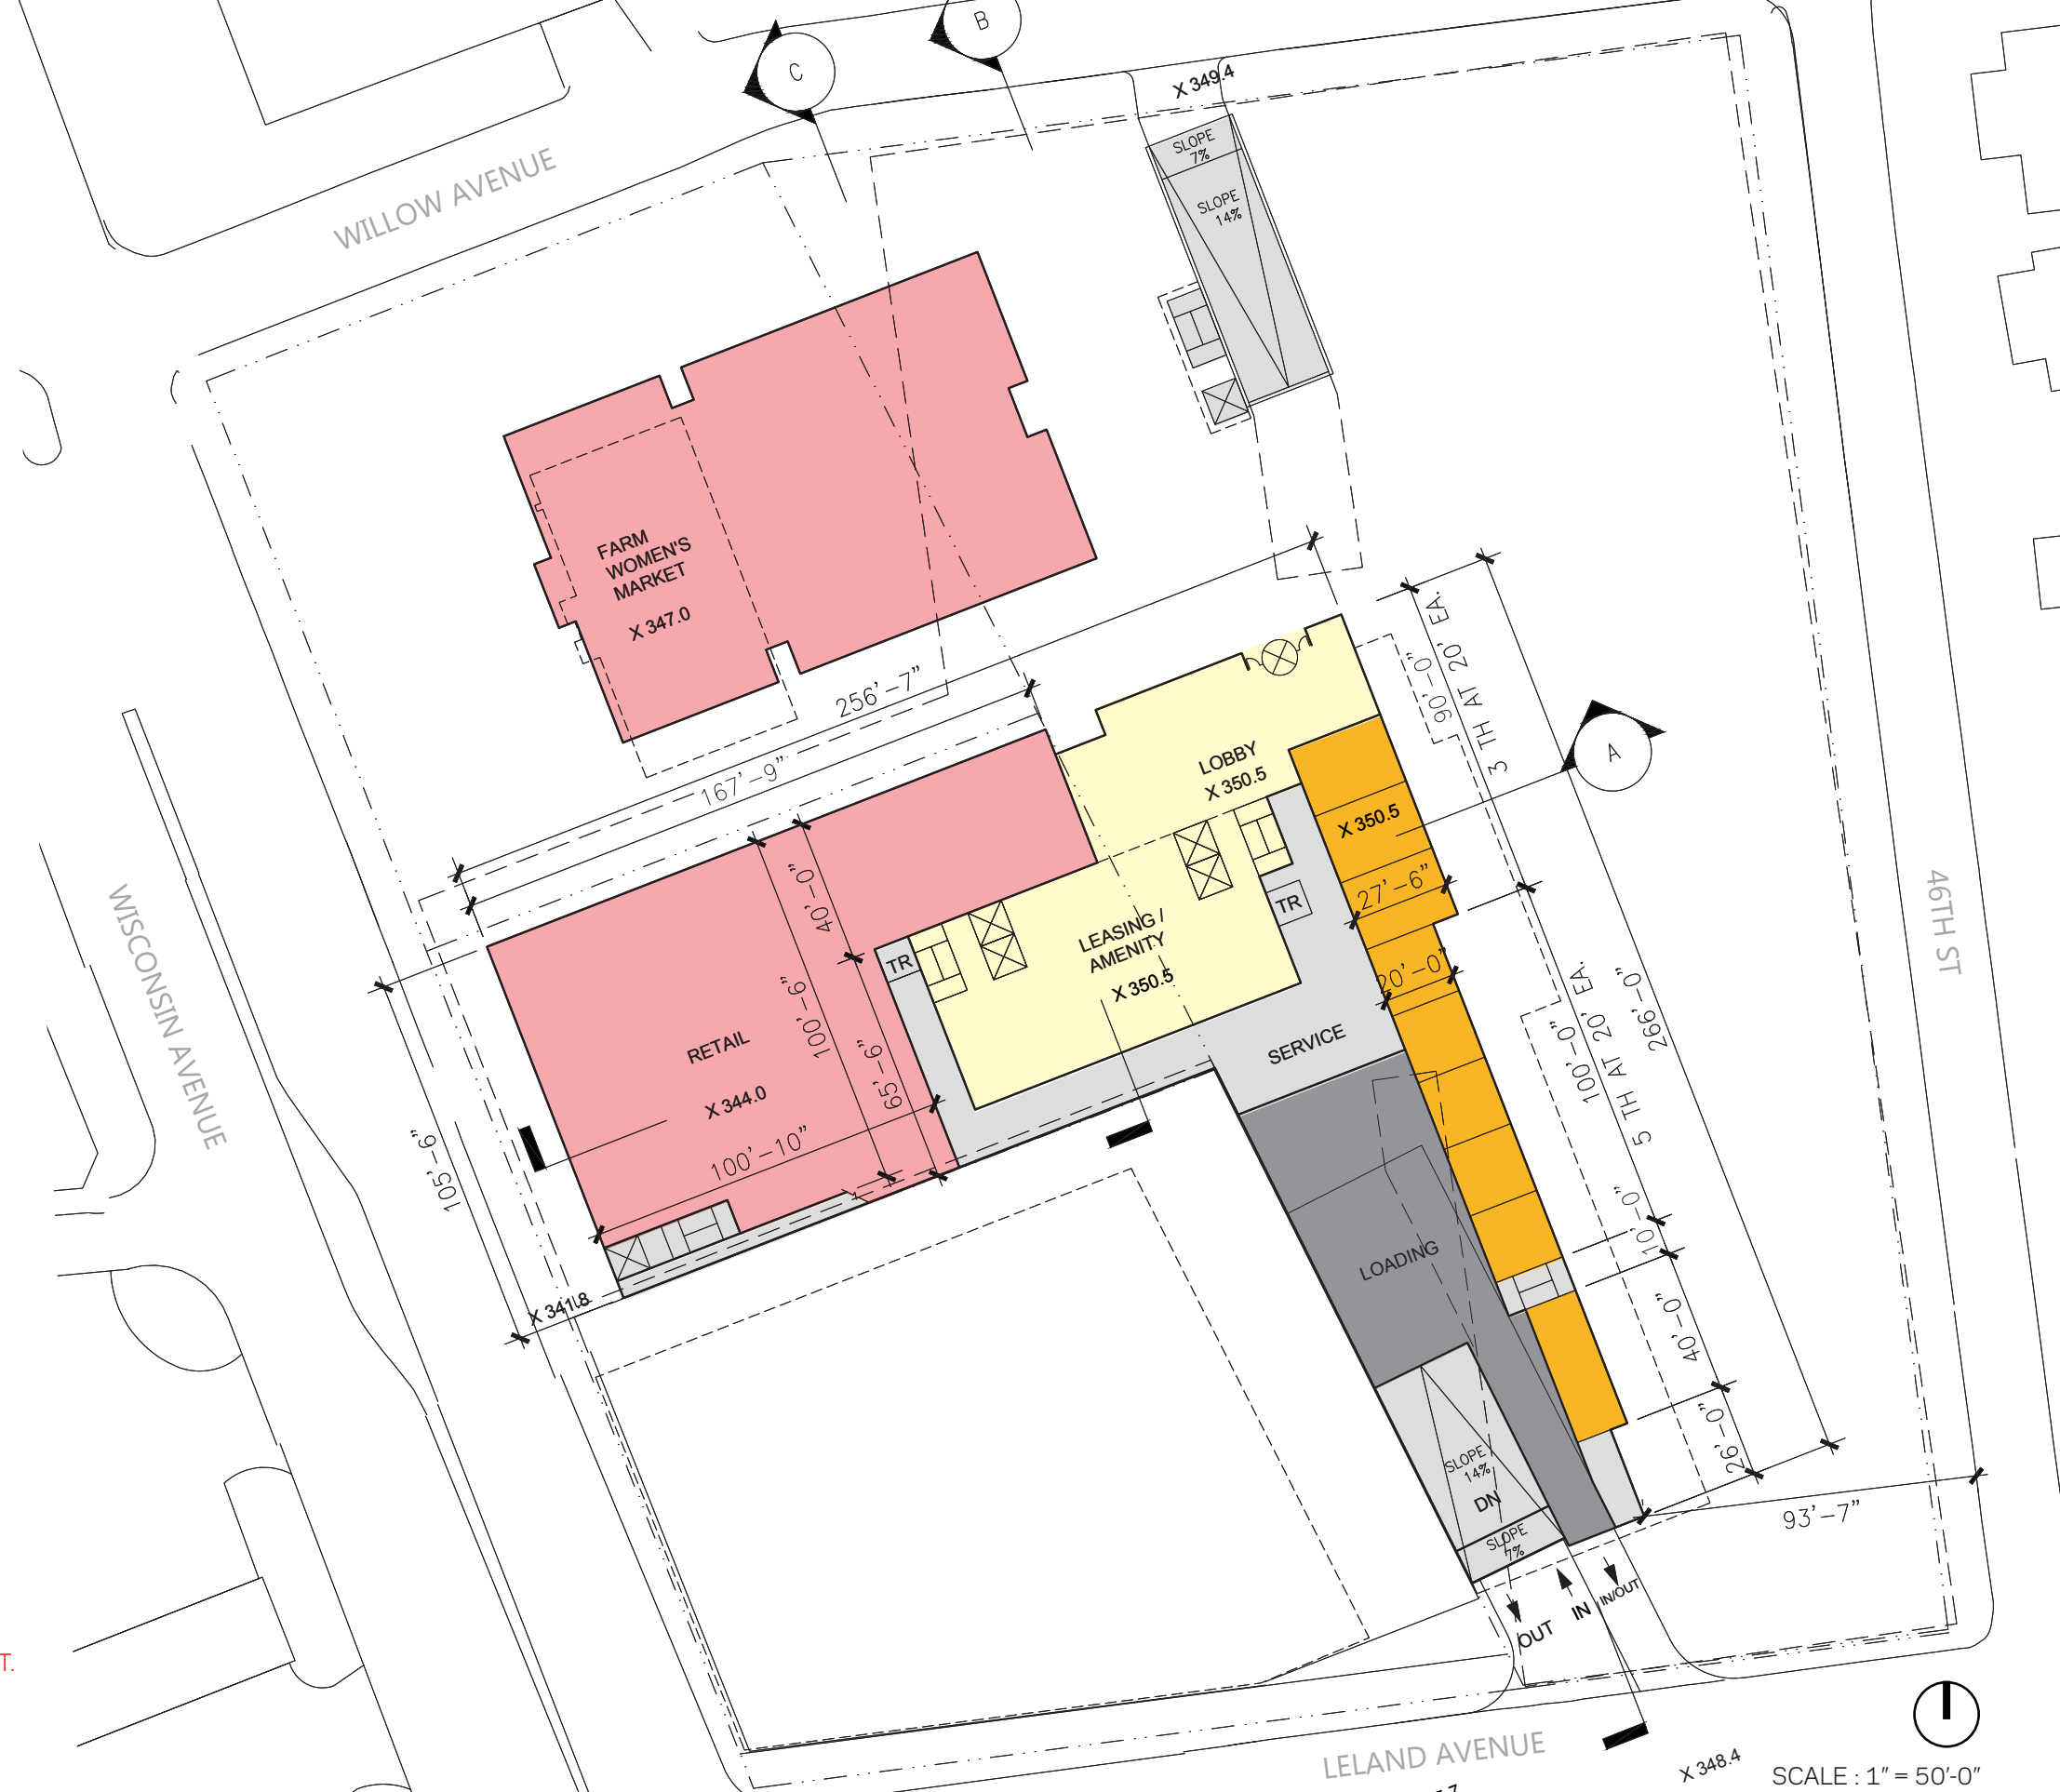 B
C
X 349.4
SLOPE
7%
SLOPE
14%
WILLOW AVENUE
FARM
WOMEN'S
MARKET
X 347.0
256'-7"
167'-9"
90'-0"
3 TH AT 20' EA.
A
LOBBY
X 350.5
X 350.5
27'-6"
40'-0"
TR
TR
LEASING /
AMENITY
X 350.5
20'-0"
46TH ST
WISCONSIN AVENUE
100'-6"
65'-6"
RETAIL
X 344.0
SERVICE
100'-0"
5 TH AT 20' EA.
266'-0"
105'-6"
100'-10"
10'-0"
LOADING
X 341.8
40'-0"
26'-0"
SLOPE
14%
DN
SLOPE
7%
93'-7"
OUT
IN
IN/OUT
T.
LELAND AVENUE
X 348.4
SCALE : 1" = 50'-0"